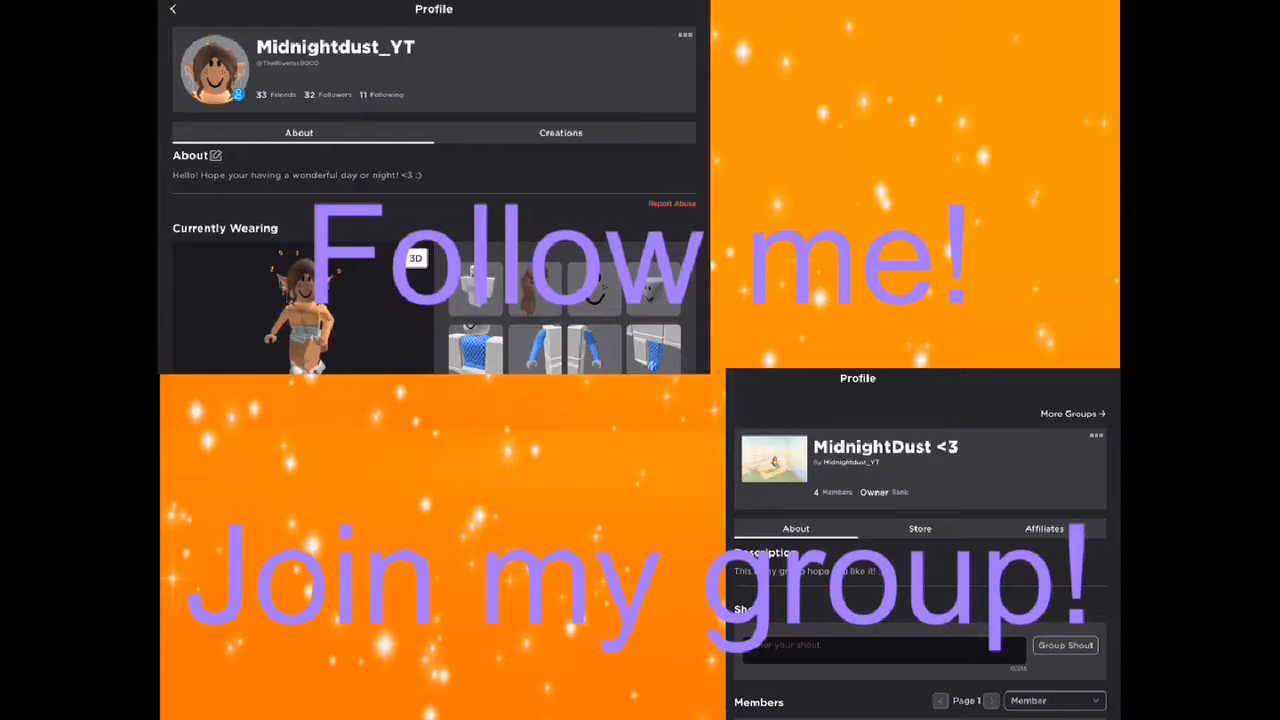 Profile
Midnightdust_YT
33 Friends 32 Followers 11 Following
About Creations
About
Hello! Hope your having a wonderful day or night! <3 :)
Report Abuse
Currently Wearing
3D
Follow me!
Profile
More Groups →
MidnightDust <3
By Midnightdust_YT
4 Members Owner Rank
About Store Affiliates
Description
Join my group!
Group Shout
Members
Page 1
Member